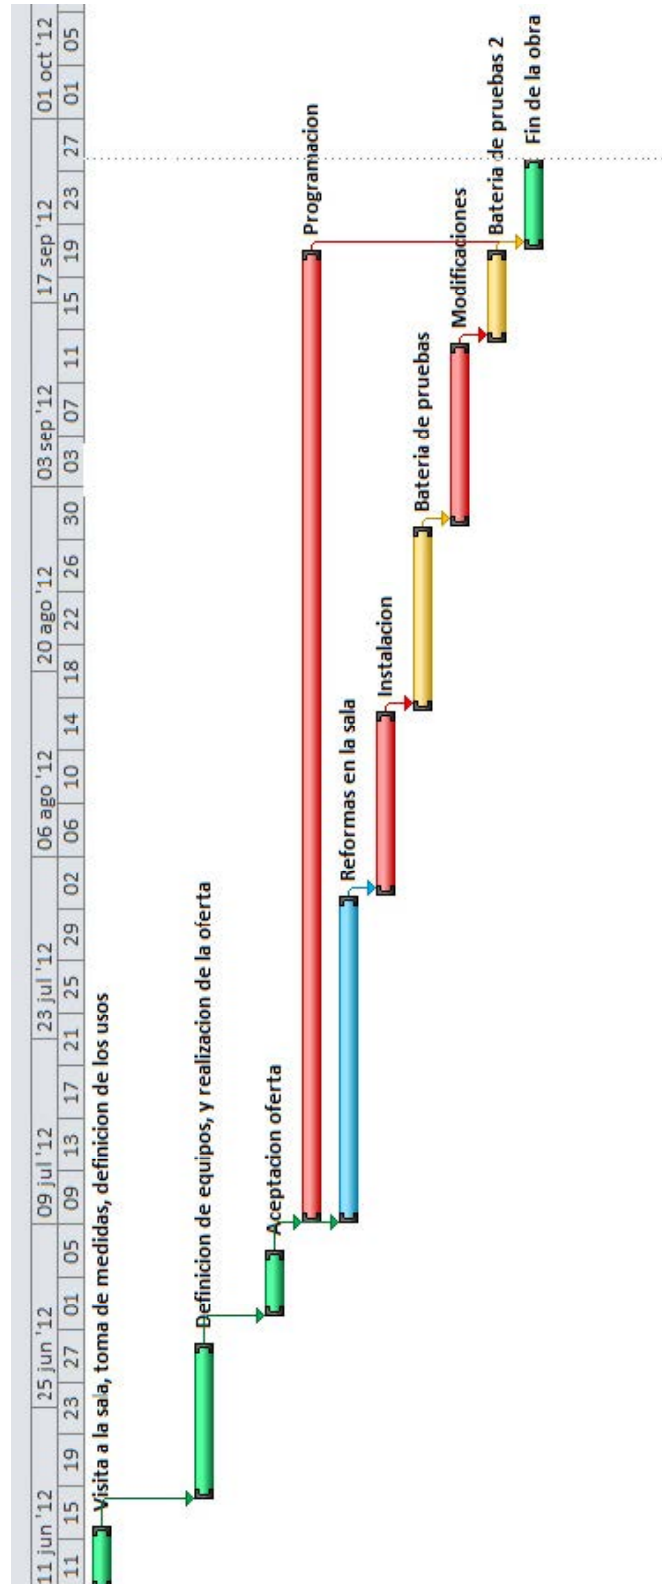 11 jun '12 25 jun '12 09 jul '12 23 jul '12 06 ago '12 20 ago '12 03 sep '12 17 sep '12 01 oct '12
11 15 19 23 27 01 05 09 13 17 21 25 29 02 06 10 14 18 22 26 30 03 07 11 15 19 23 27 01 05
Visita a la sala, toma de medidas, definicion de los usos
Definicion de equipos, y realizacion de la oferta
Aceptacion oferta
Programacion
Reformas en la sala
Instalacion
Bateria de pruebas
Modificaciones
Bateria de pruebas 2
Fin de la obra